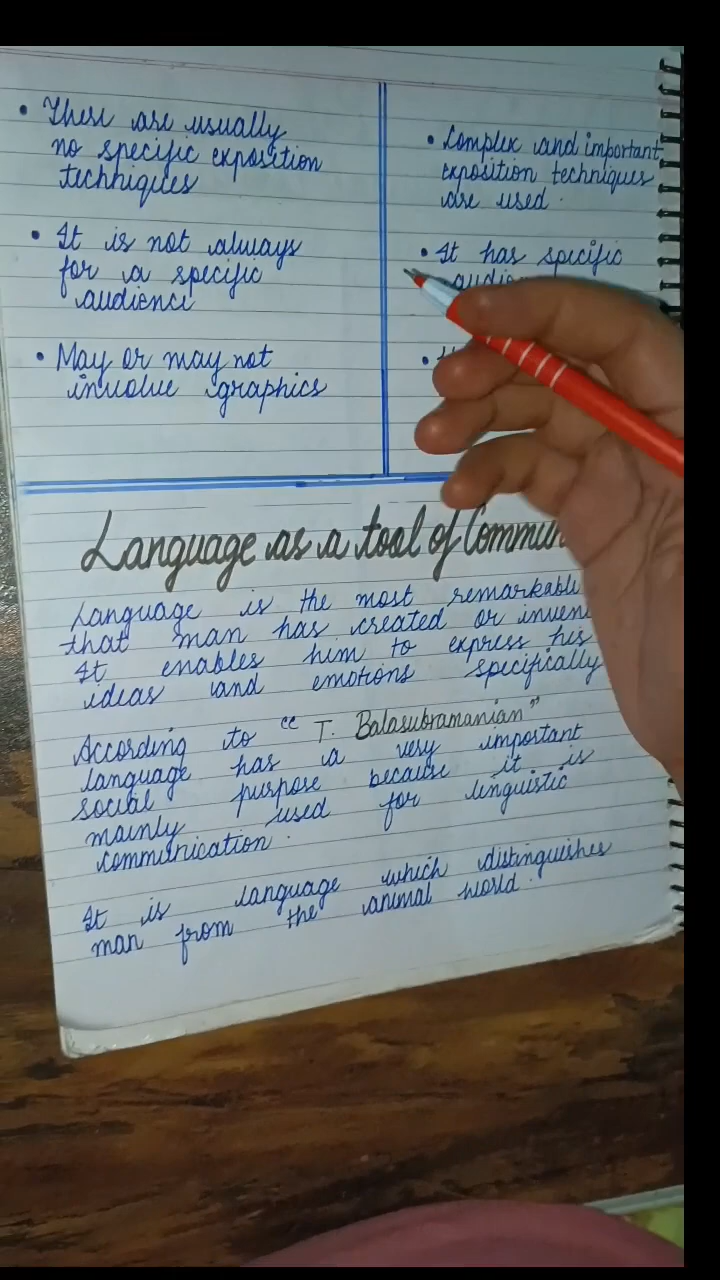 • There are usually
no specific exposition
techniques
• It is not always
for a specific
audience
• May or may not
involve graphics
• Complex and important
exposition techniques
are used.
• It has specific
•
Language as a tool of
Language is the most remarkable
that man has created or
It enables him to express his
ideas and emotions specifically
According to “T. Balasubramanian”
language has a very important
social purpose because it is
mainly used for linguistic
communication.
It is language which distinguishes
man from the animal world.